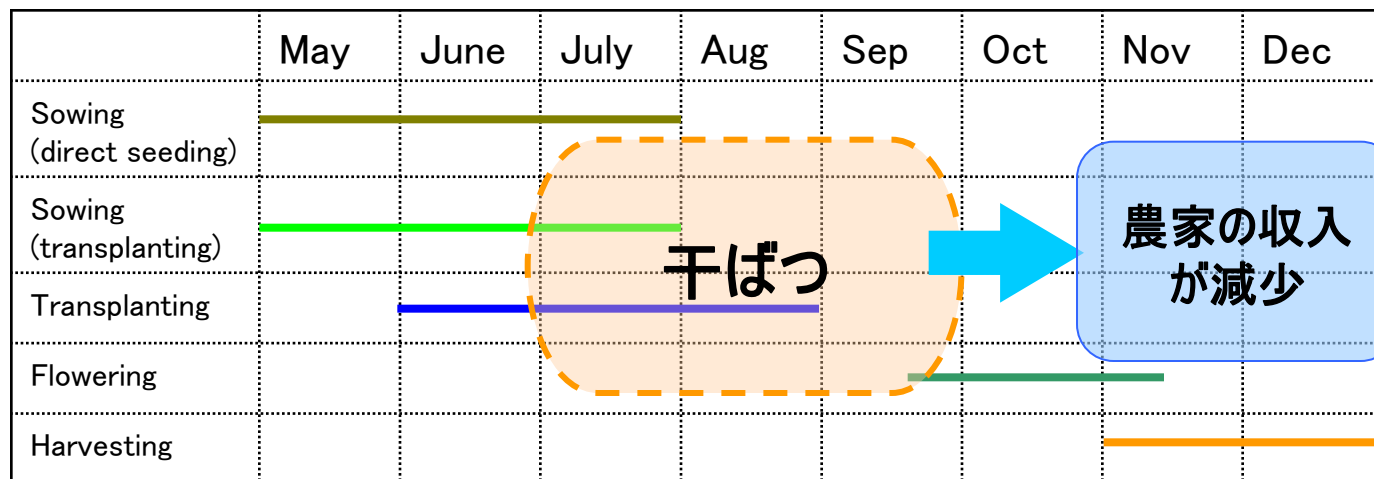 May June July Aug Sep Oct Nov Dec
Sowing
(direct seeding)
Sowing
(transplanting)
Transplanting
Flowering
Harvesting
干ばつ
農家の収入
が減少